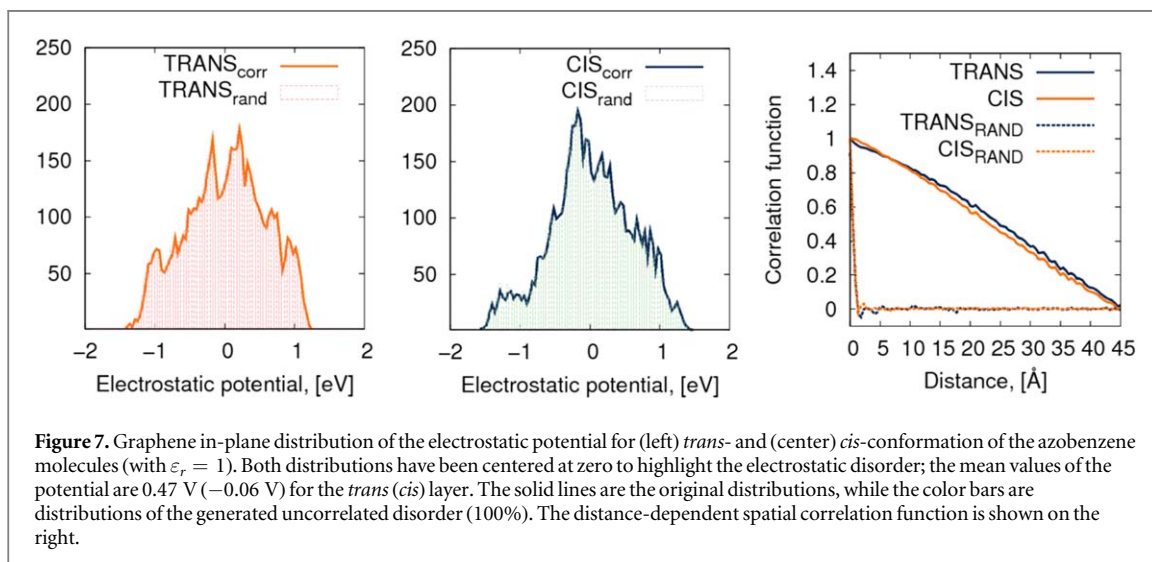 250
200
150
100
50
−2 −1 0 1 2
Electrostatic potential, [eV]
TRANScorr
TRANSrand
250
200
150
100
50
−2 −1 0 1 2
Electrostatic potential, [eV]
CIScorr
CISrand
1.4
1.2
1
0.8
0.6
0.4
0.2
0
0 5 10 15 20 25 30 35 40 45
Correlation function
Distance, [Å]
TRANS
CIS
TRANSRAND
CISRAND
Figure 7. Graphene in-plane distribution of the electrostatic potential for (left) trans- and (center) cis-conformation of the azobenzene
molecules (with εr = 1). Both distributions have been centered at zero to highlight the electrostatic disorder; the mean values of the
potential are 0.47 V (−0.06 V) for the trans (cis) layer. The solid lines are the original distributions, while the color bars are
distributions of the generated uncorrelated disorder (100%). The distance-dependent spatial correlation function is shown on the
right.